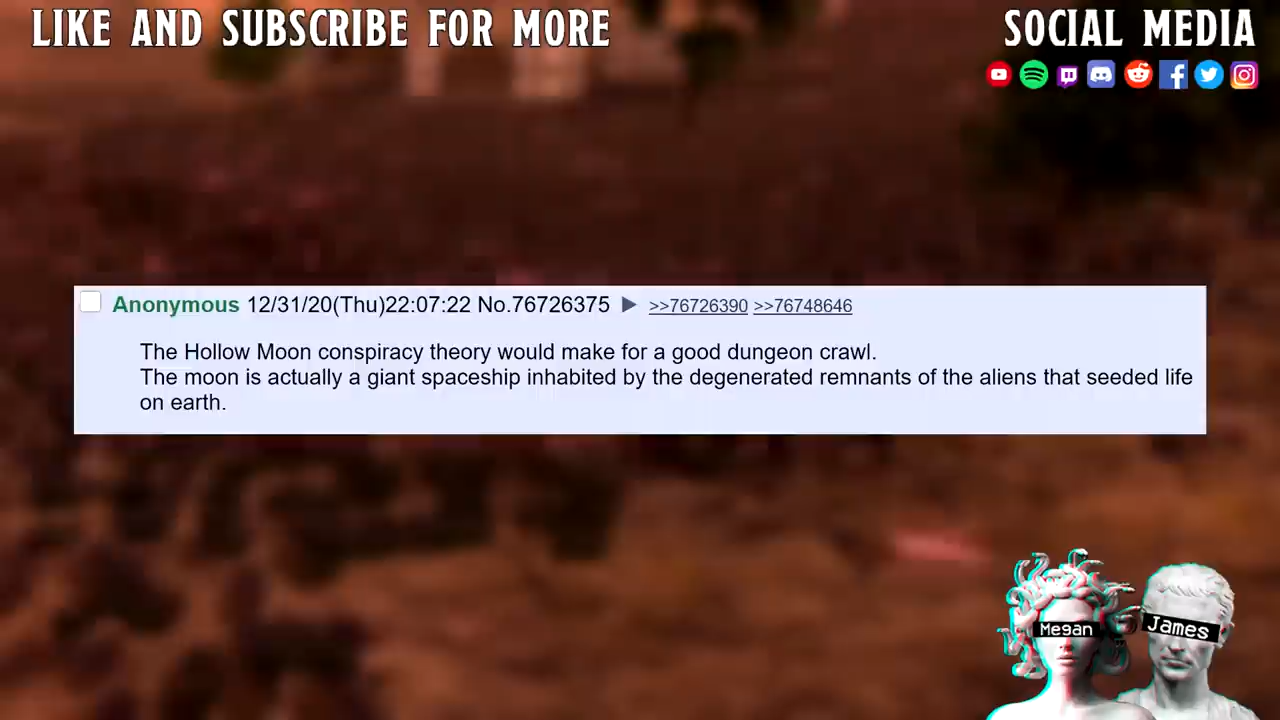 LIKE AND SUBSCRIBE FOR MORE
SOCIAL MEDIA
Anonymous 12/31/20(Thu)22:07:22 No.76726375 ▶ >>76726390 >>76748646
The Hollow Moon conspiracy theory would make for a good dungeon crawl.
The moon is actually a giant spaceship inhabited by the degenerated remnants of the aliens that seeded life
on earth.
Megan
James